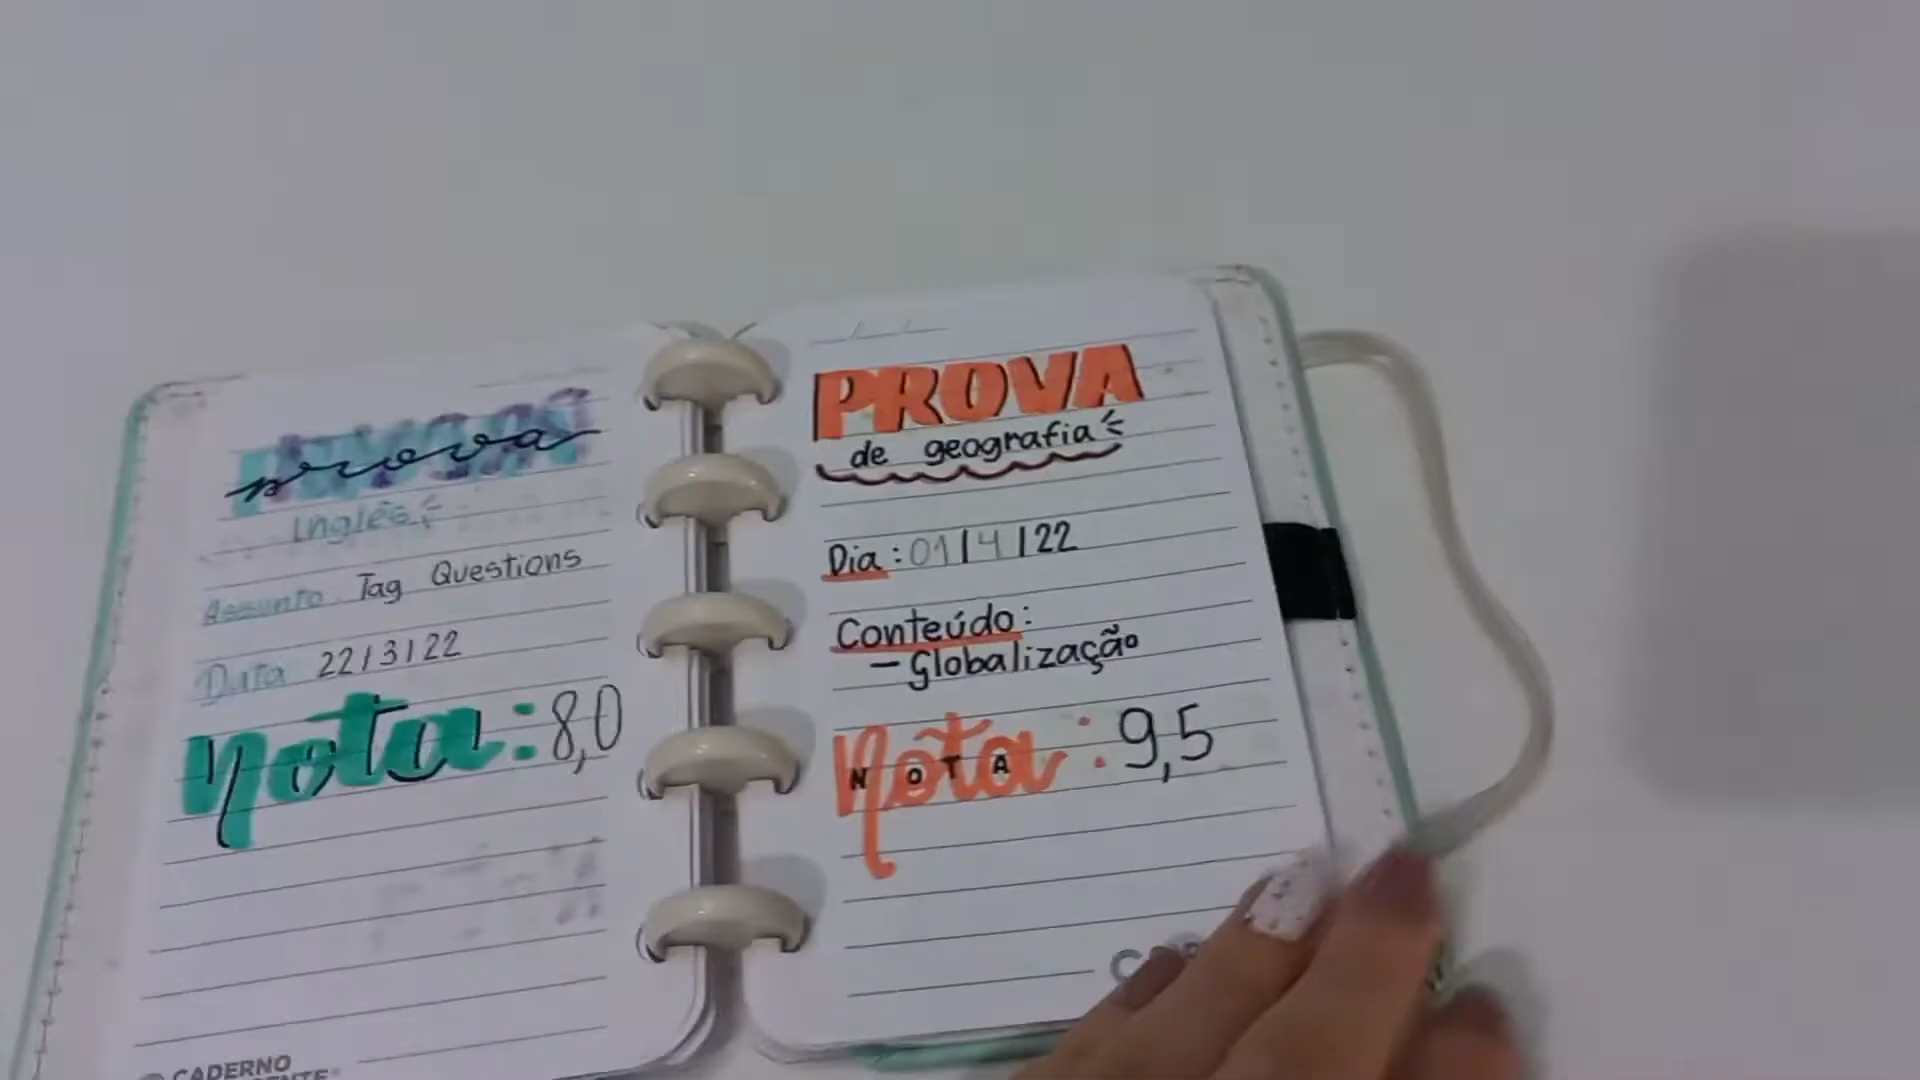 prova
Inglês
Assunto Tag Questions
Data 22/3/22
Nota: 8,0
CADERNO
PROVA
de geografia
Dia: 01/4/22
Conteúdo:
- Globalização
Nota: 9,5
NOTA